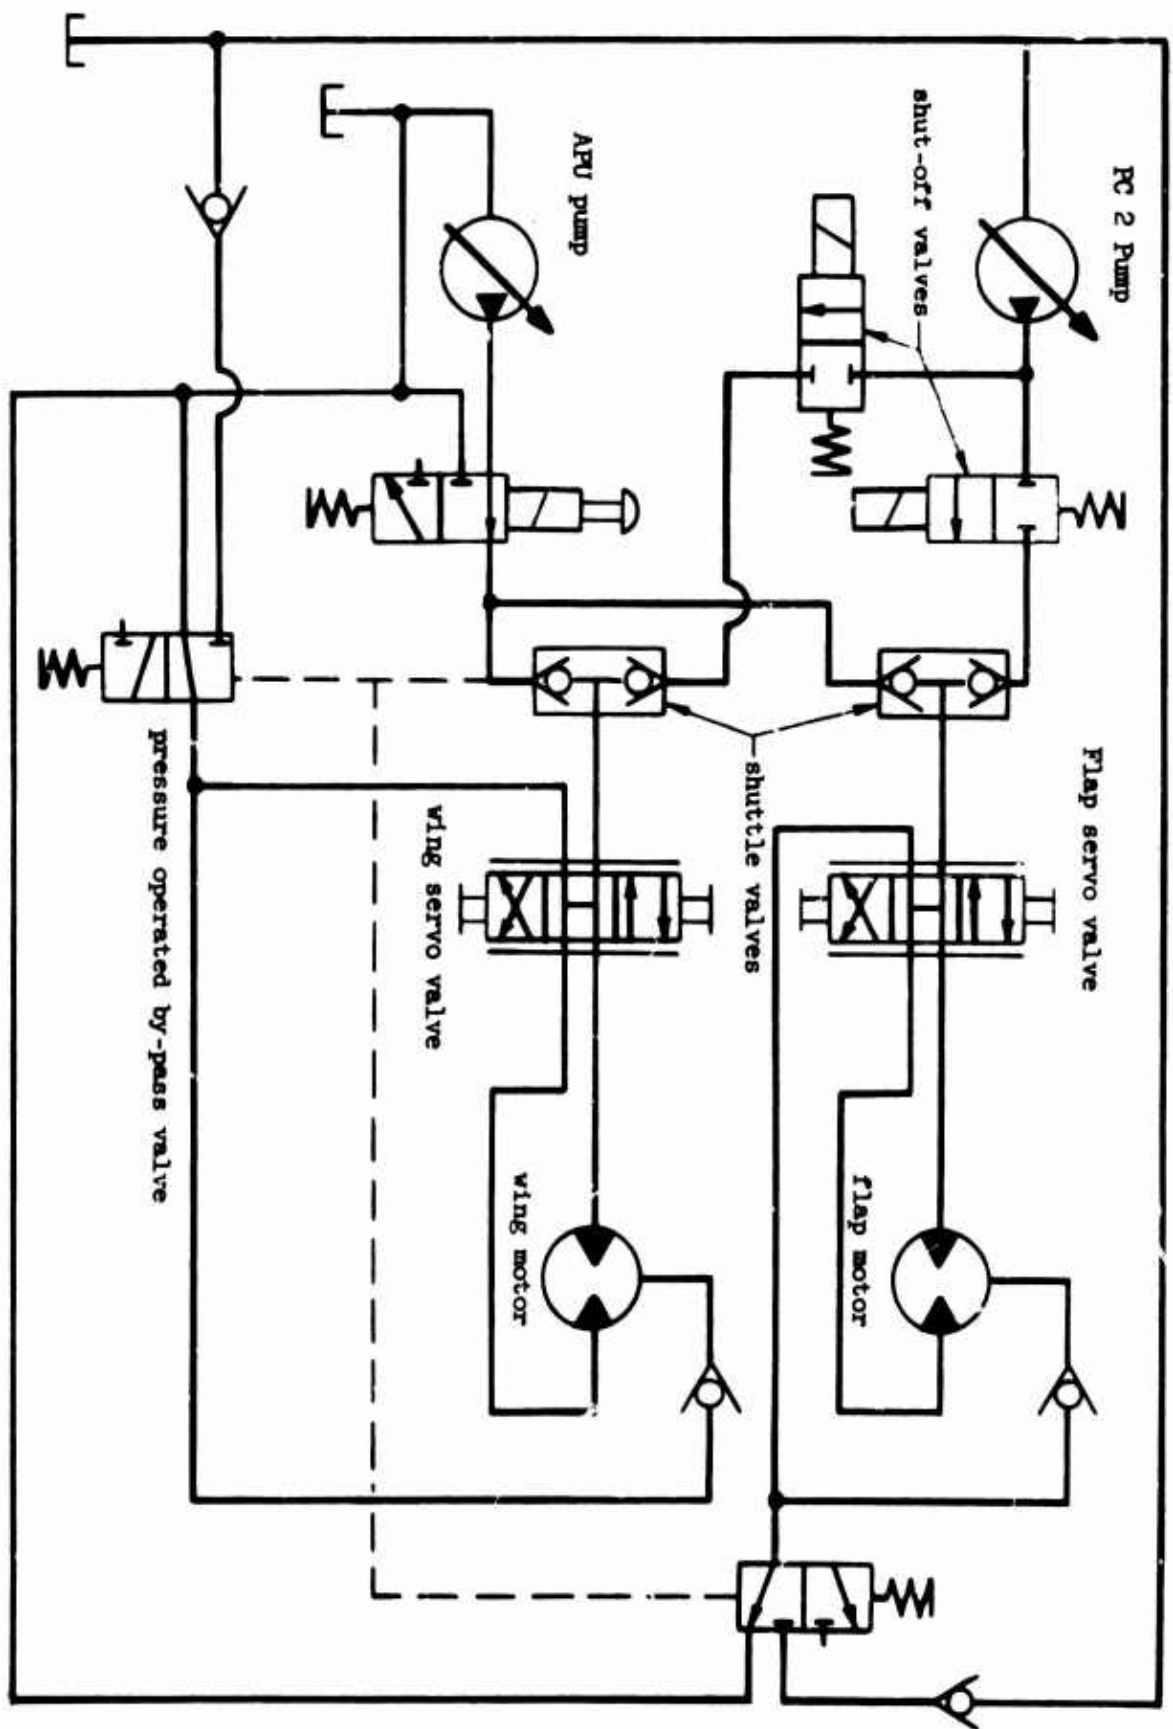 PC 2 Pump
shut-off valves
APU pump
Flap servo valve
shuttle valves
wing servo valve
pressure operated by-pass valve
flap motor
wing motor